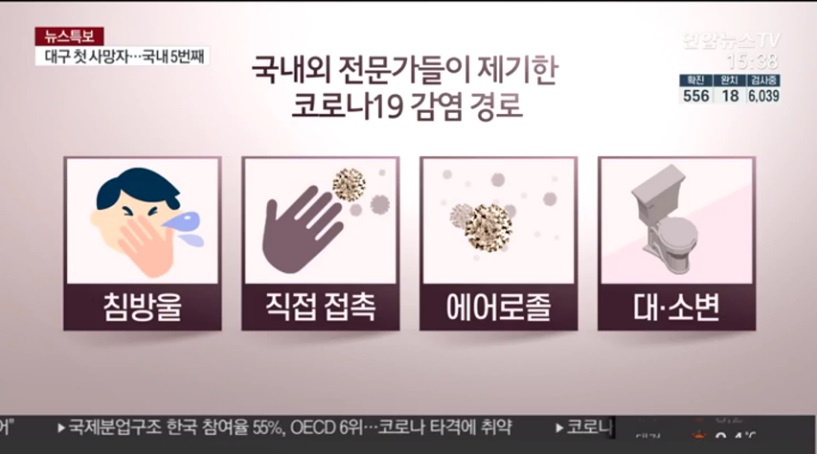 뉴스특보
대구 첫 사망자…국내 5번째
연합뉴스TV
15:38
확진 완치 검사중
556 18 6,039
국내외 전문가들이 제기한
코로나19 감염 경로
침방울
직접 접촉
에어로졸
대·소변
▶국제분업구조 한국 참여율 55%, OECD 6위…코로나 타격에 취약 ▶코로나